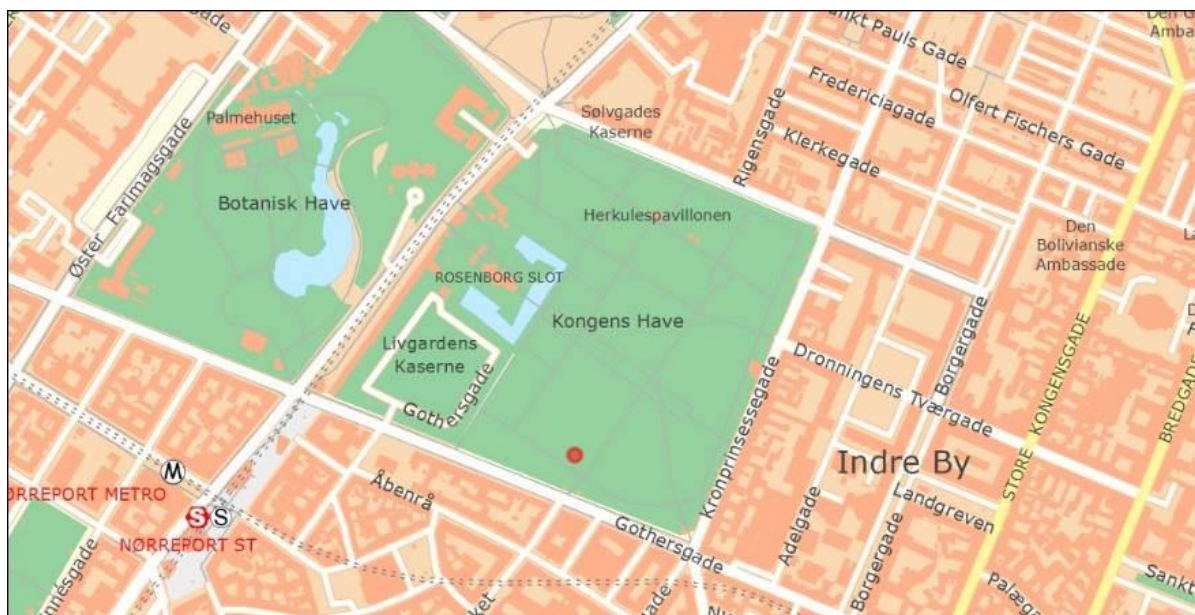 Sankt Pauls Gade
Fredericiagade
Olfert Fischers Gade
Klerkegade
Rigensgade
Sølvgades
Kaserne
Palmehuset
Øster Farimagsgade
Botanisk Have
Herkulespavillonen
Den
Bolivianske
Ambassade
ROSENBORG SLOT
Kongens Have
Livgardens
Kaserne
Gothersgade
Dronningens Tværgade
Borgergade
STORE KONGENSGADE
BREDGADE
Kronprinsessegade
Indre By
Landgreven
Adelgade
Borgergade
Åbenrå
Gothersgade
M
ØRREPORT METRO
S S
NØRREPORT ST